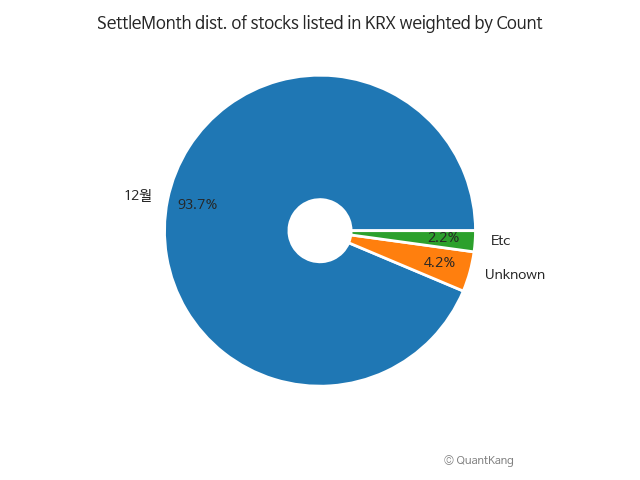 SettleMonth dist. of stocks listed in KRX weighted by Count
12월
93.7%
2.2%
Etc
4.2%
Unknown
© QuantKang